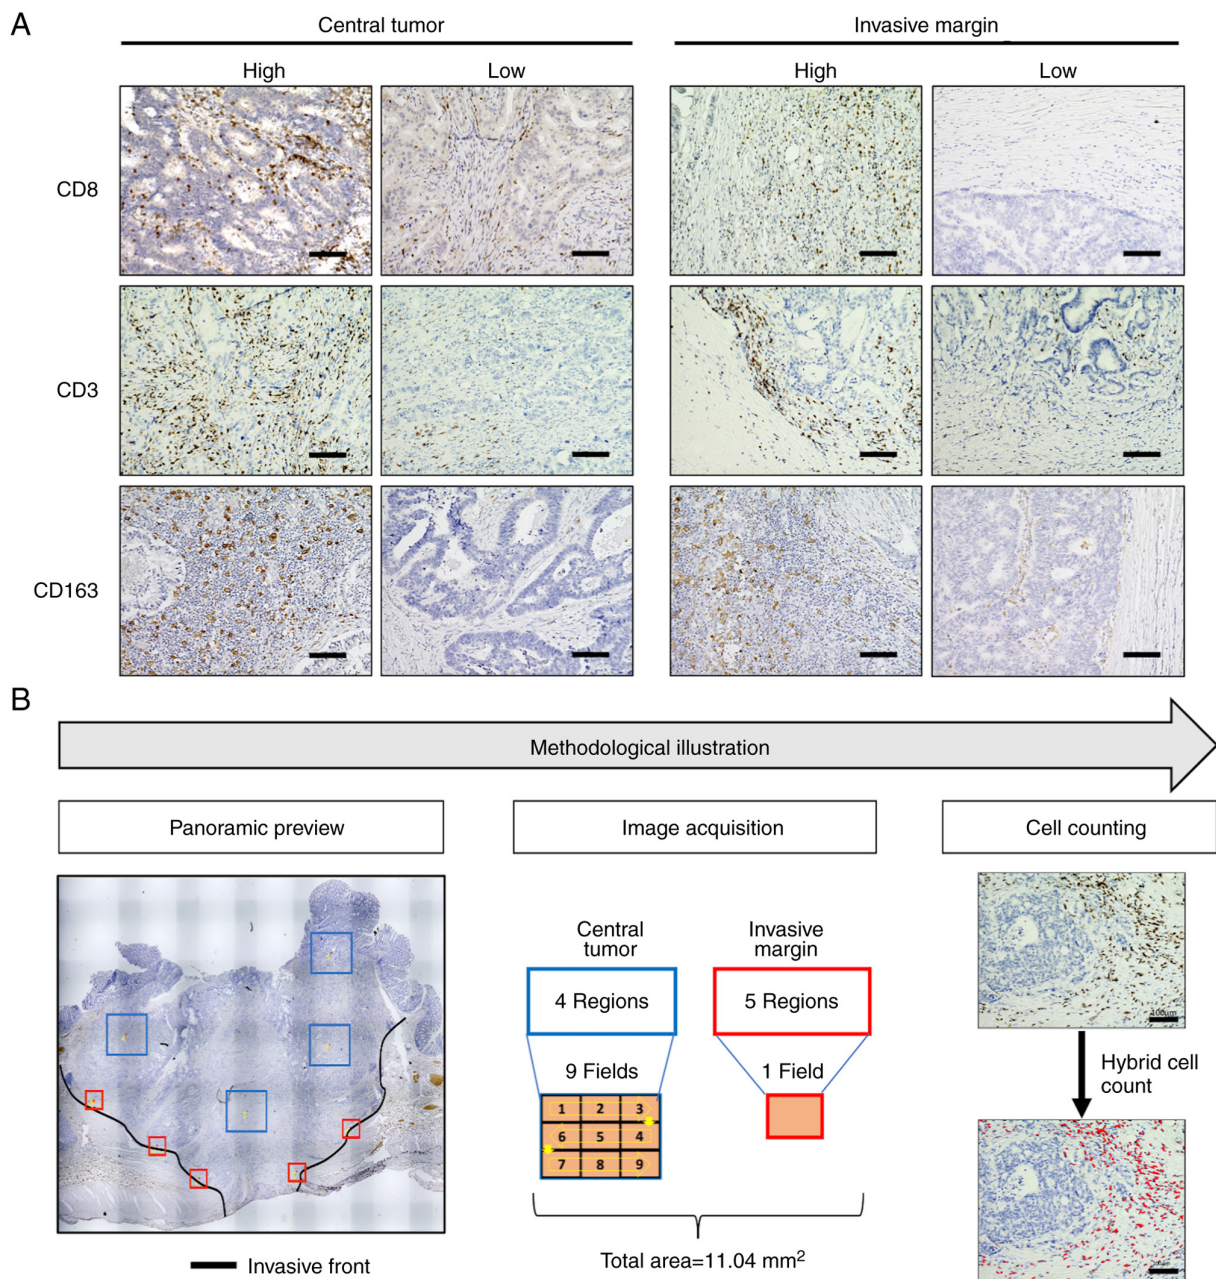 A
Central tumor
Invasive margin
High
Low
High
Low
CD8
CD3
CD163
B
Methodological illustration
Panoramic preview
Image acquisition
Cell counting
Central
tumor
Invasive
margin
4 Regions
5 Regions
9 Fields
1 Field
1 2 3
6 5 4
7 8 9
Total area=11.04 mm²
100µm
Hybrid cell
count
Invasive front